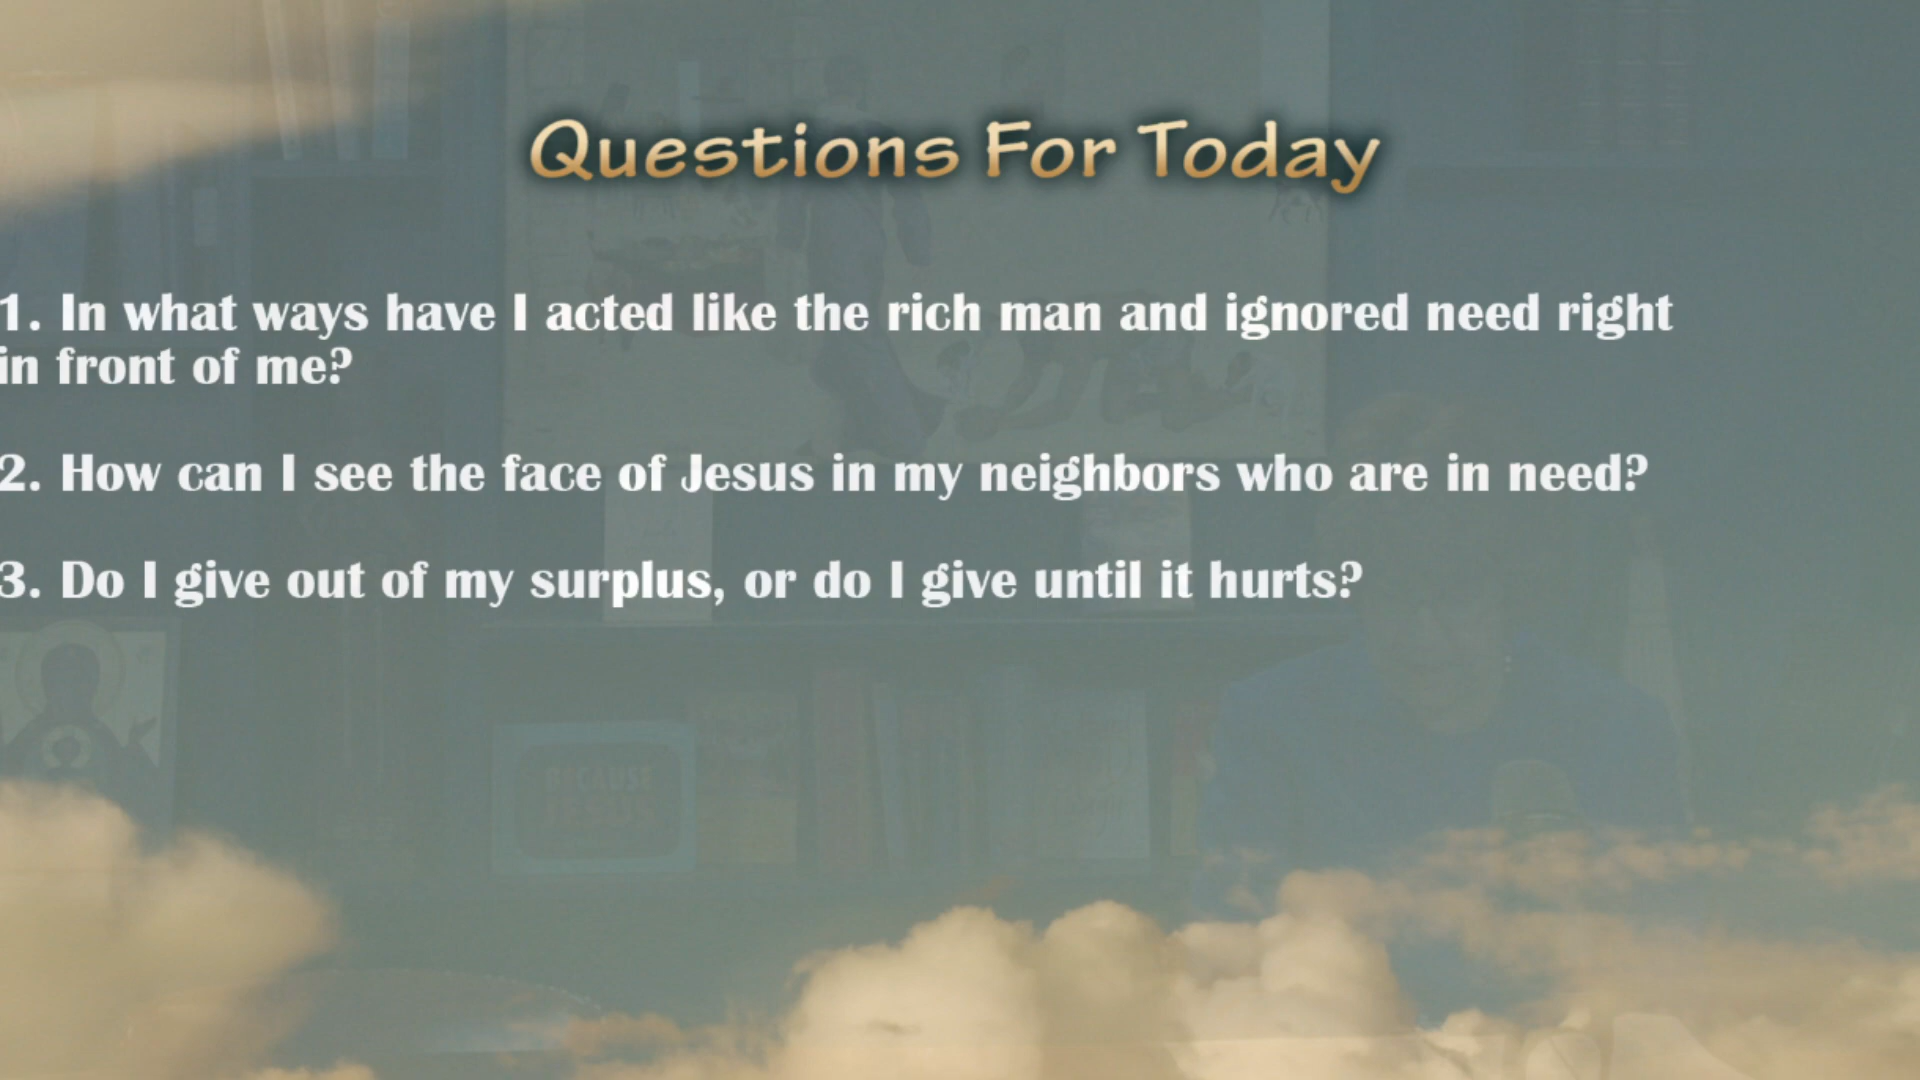 Questions For Today
1. In what ways have I acted like the rich man and ignored need right
in front of me?
2. How can I see the face of Jesus in my neighbors who are in need?
3. Do I give out of my surplus, or do I give until it hurts?
BECAUSE
JESUS